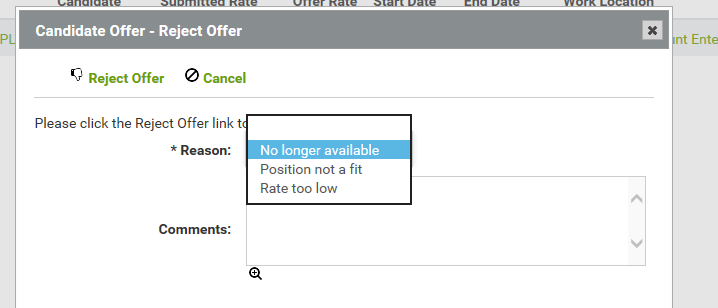 Candidate Submitted Rate Offer Rate Start Date End Date Work Location
Candidate Offer - Reject Offer
PL
unt Ente
Reject Offer Cancel
Please click the Reject Offer link to
* Reason:
No longer available
Position not a fit
Rate too low
Comments: